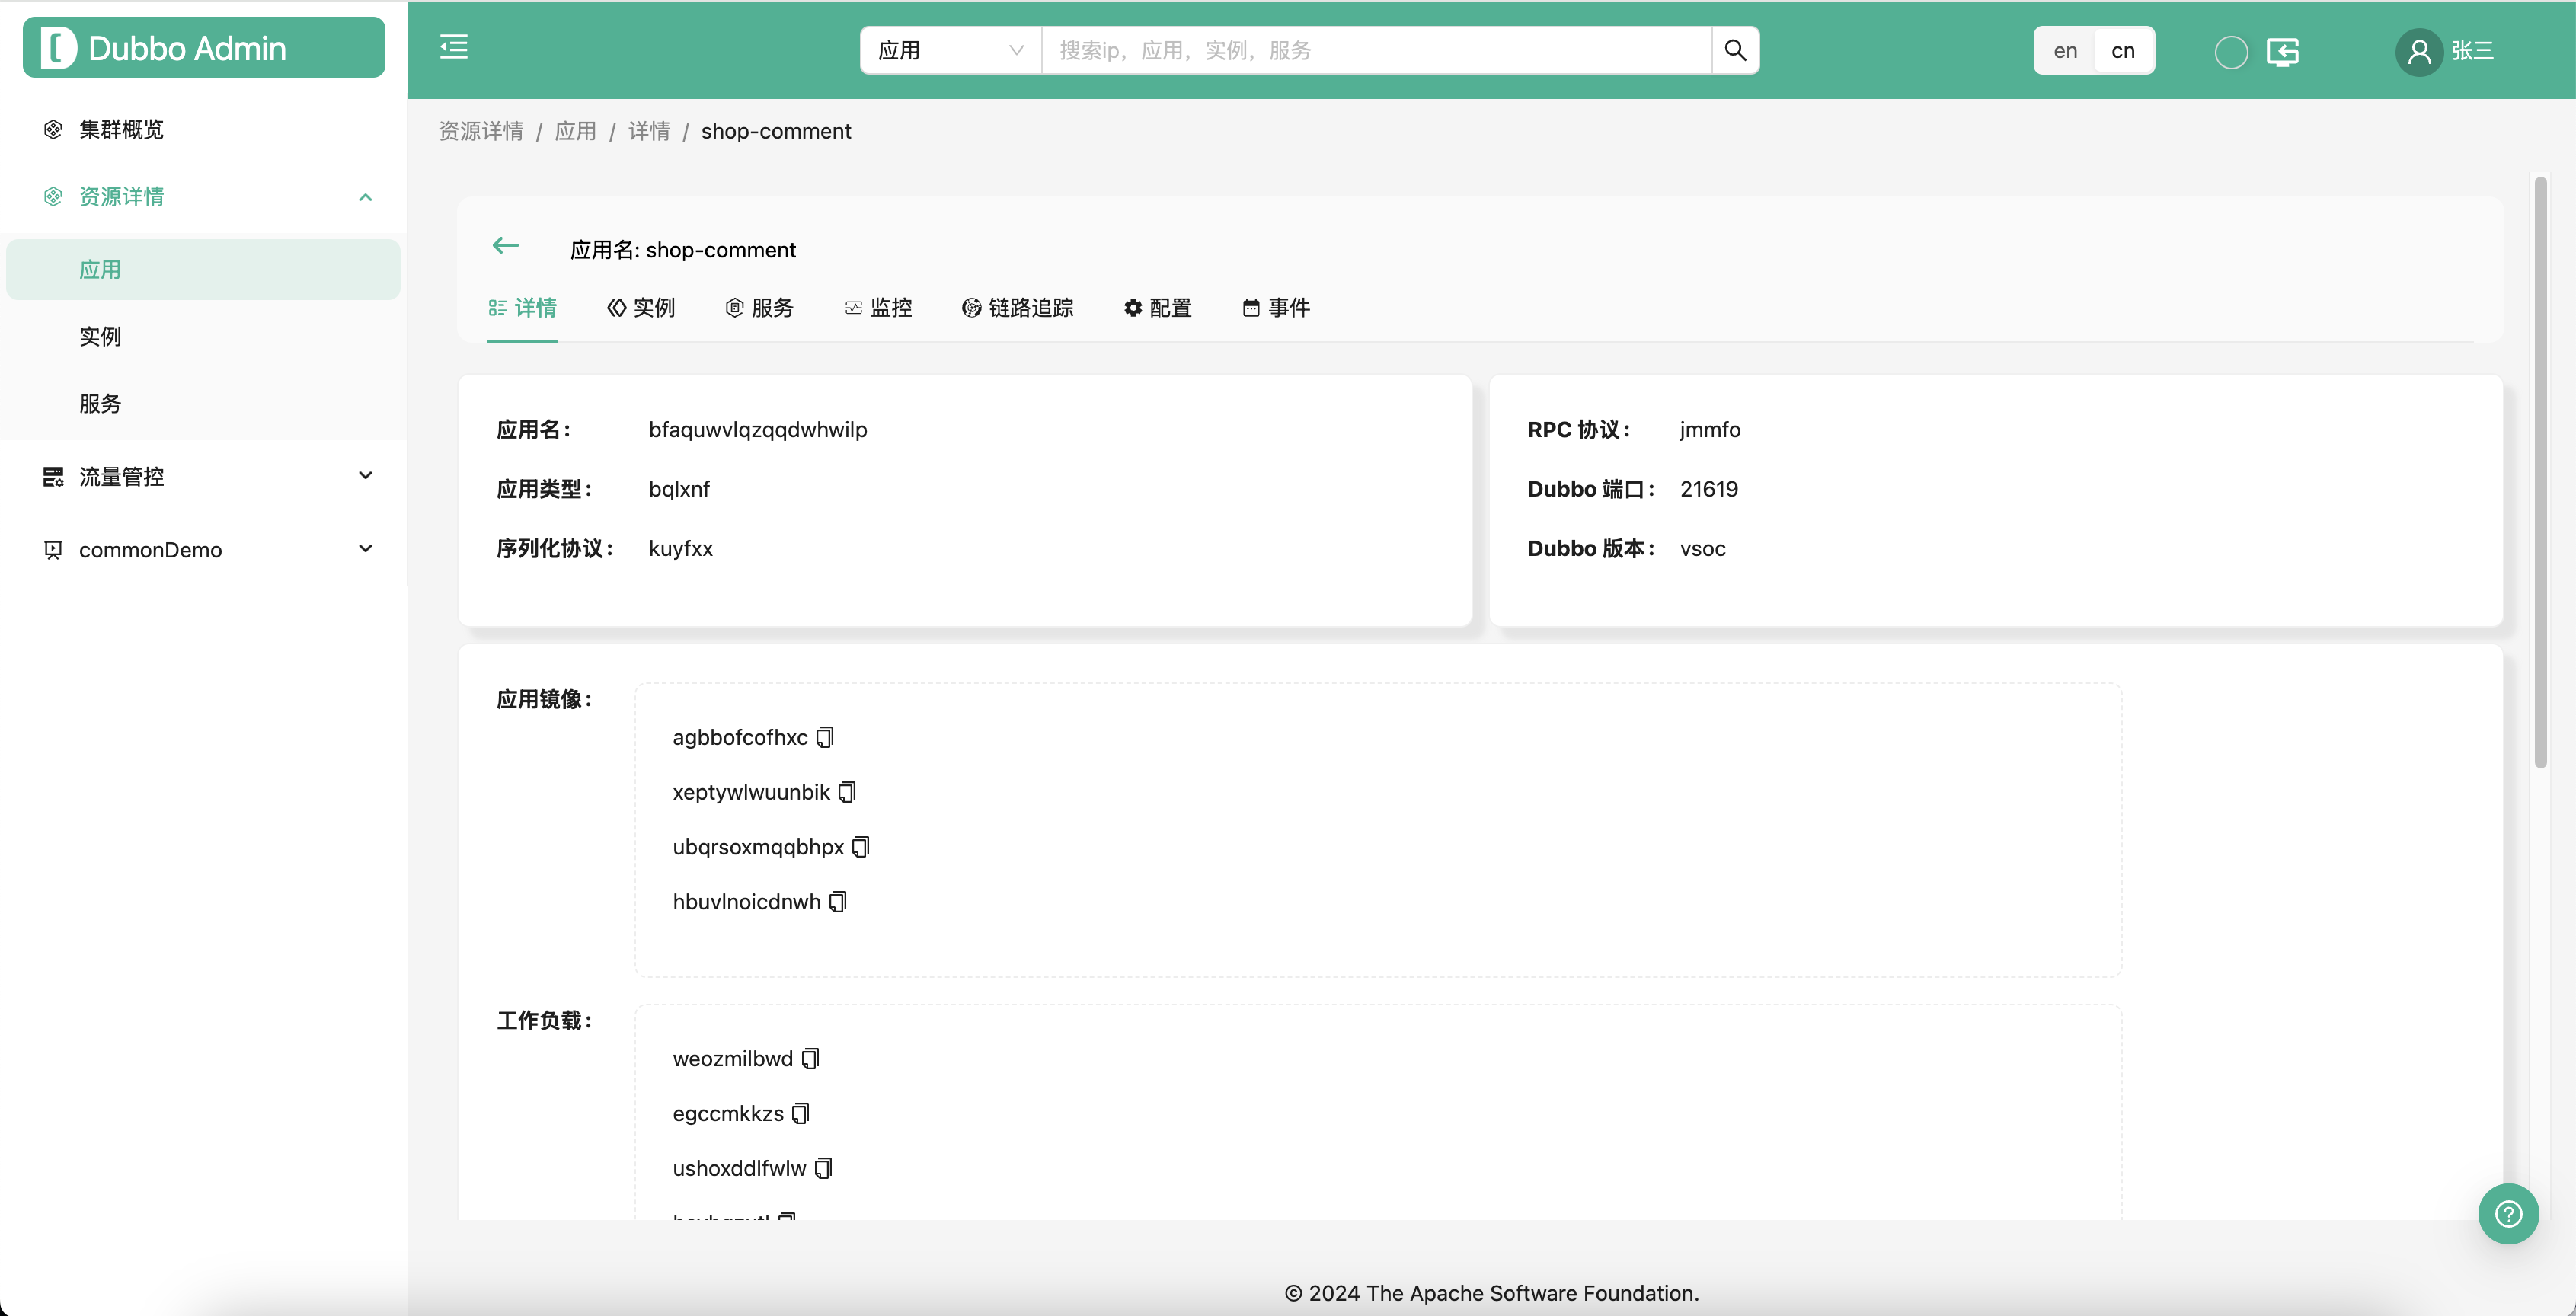 Dubbo Admin
应用
搜索ip，应用，实例，服务
en
cn
张三
集群概览
资源详情
应用
实例
服务
流量管控
commonDemo
资源详情 / 应用 / 详情 / shop-comment
应用名: shop-comment
详情
实例
服务
监控
链路追踪
配置
事件
应用名： bfaquwvlqzqqdwhwilp
应用类型： bqlxnf
序列化协议： kuyfxx
RPC 协议： jmmfo
Dubbo 端口： 21619
Dubbo 版本： vsoc
应用镜像：
agbbofcofhxc
xeptywlwuunbik
ubqrsoxmqqbhpx
hbuvlnoicdnwh
工作负载：
weozmilbwd
egccmkkzs
ushoxddlfwlw
© 2024 The Apache Software Foundation.